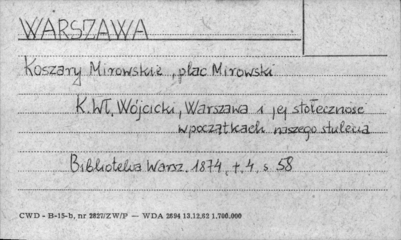 WARSZAWA
Koszary Mirowskie, plac Mirowski
K.Wł. Wójcicki, Warszawa i jej stołeczność
w początkach naszego stulecia
Biblioteka Warsz. 1874, t. 4. s 58
CWD - B-15-b, nr 2827/ZW/P — WDA 2694 13.12.62 1.700.000